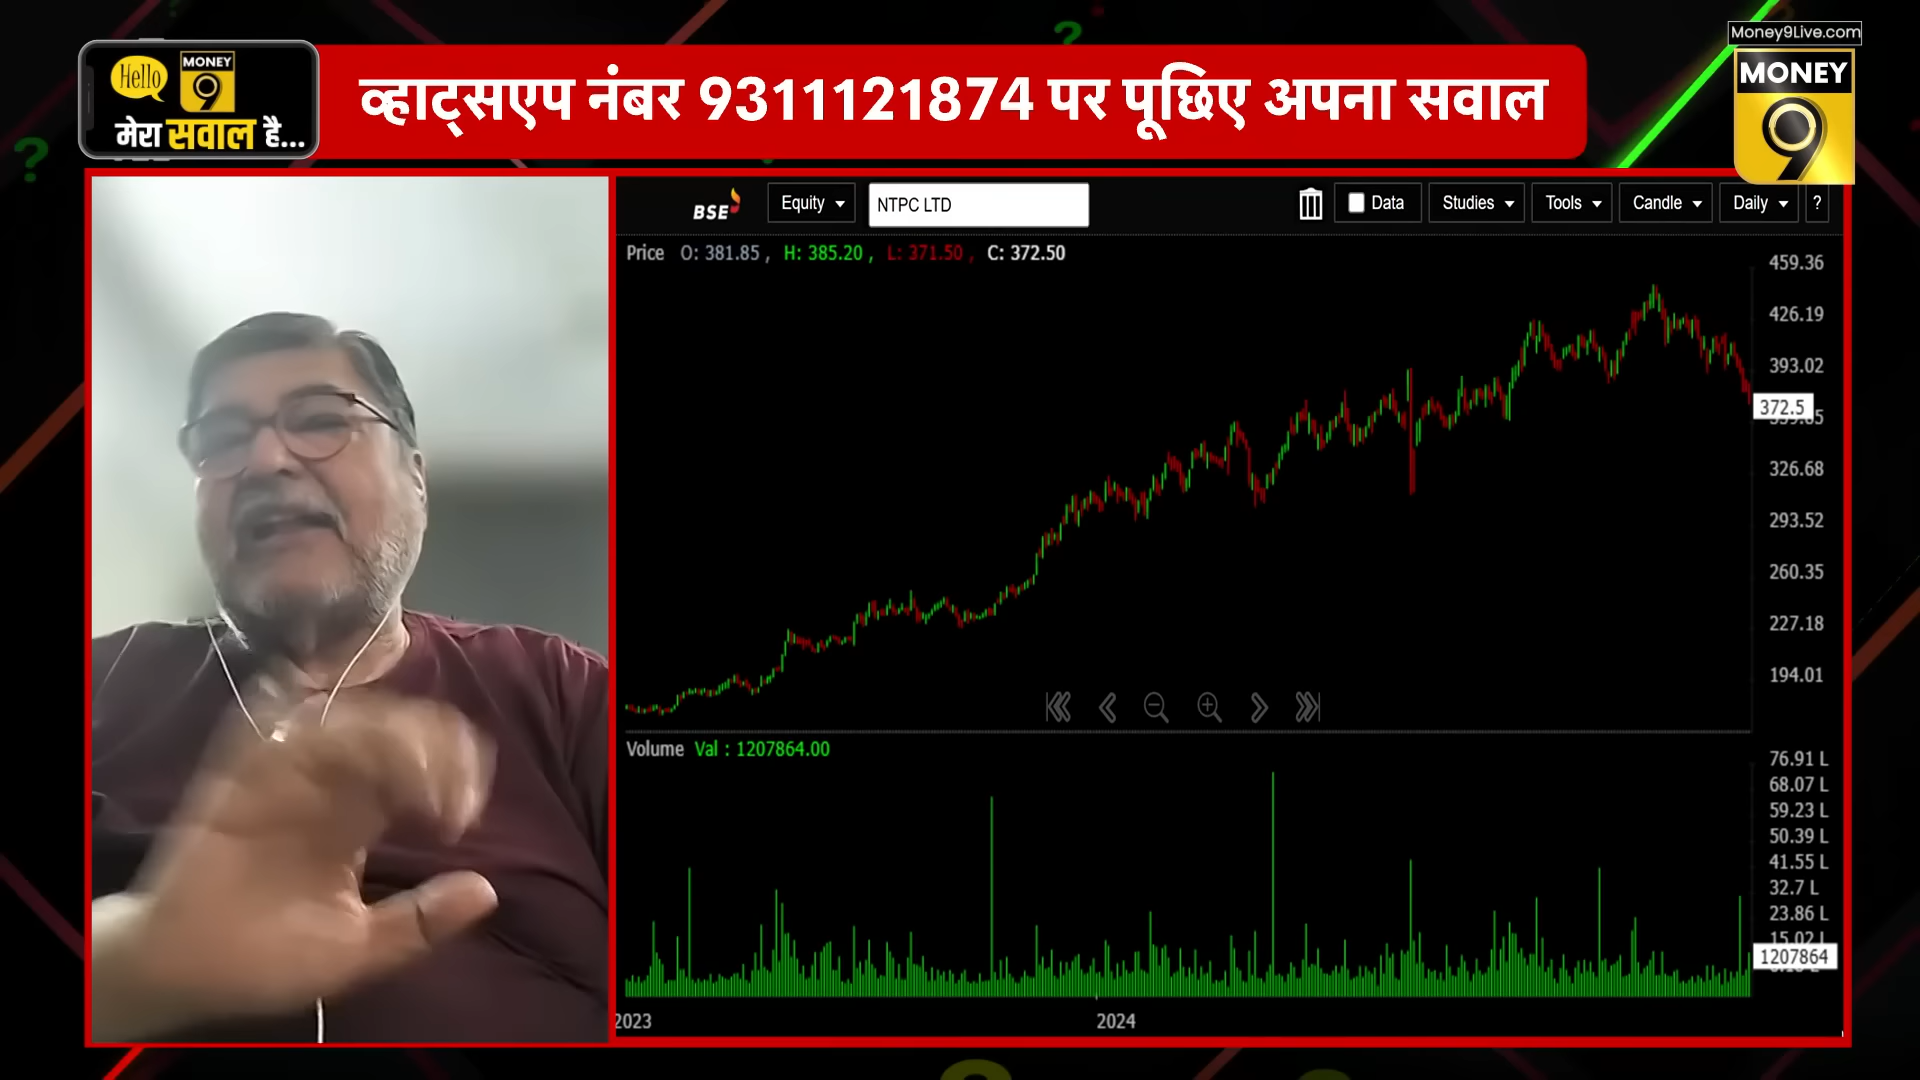 Money9Live.com
MONEY
9
Hello
MONEY
9
मेरा सवाल है...
व्हाट्सएप नंबर 9311121874 पर पूछिए अपना सवाल
BSE
Equity
NTPC LTD
Data
Studies
Tools
Candle
Daily
?
Price O: 381.85 , H: 385.20 , L: 371.50 , C: 372.50
459.36
426.19
393.02
372.5
326.68
293.52
260.35
227.18
194.01
Volume Val : 1207864.00
76.91 L
68.07 L
59.23 L
50.39 L
41.55 L
32.7 L
23.86 L
15.02 L
1207864
2023
2024